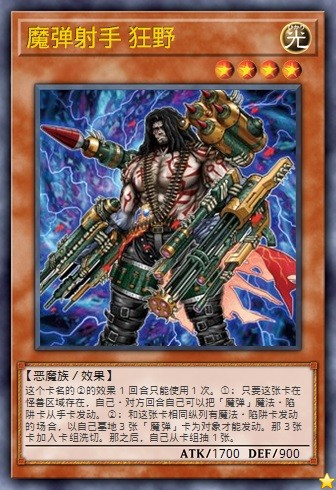 魔弹射手 狂野
光
【恶魔族／效果】
这个卡名的②的效果1回合只能使用1次。①：只要这张卡在
怪兽区域存在，自己·对方回合自己可以把「魔弹」魔法·陷
阱卡从手卡发动。②：和这张卡相同纵列有魔法·陷阱卡发动
的场合，以自己墓地3张「魔弹」卡为对象才能发动。那3张
卡加入卡组洗切。那之后，自己从卡组抽1张。
ATK/1700 DEF/900